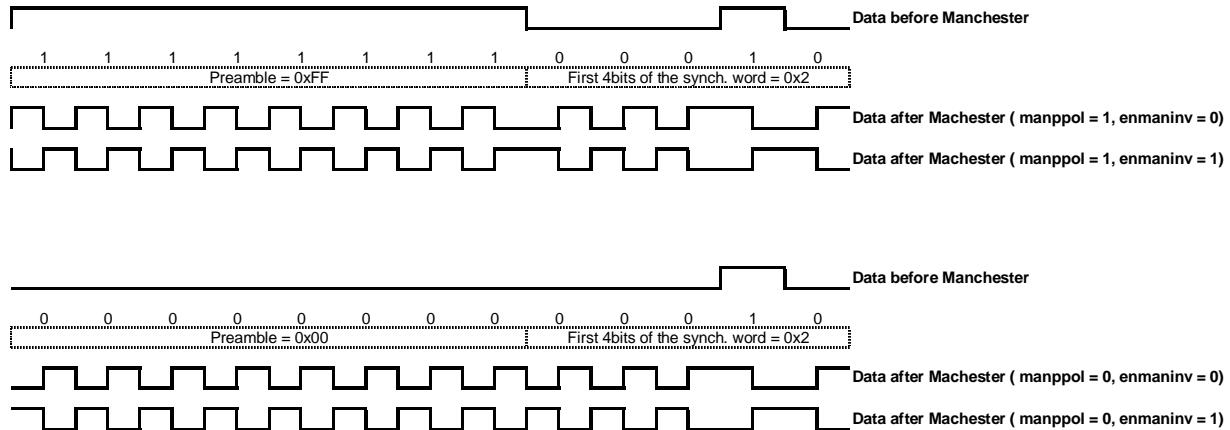 Data before Manchester
1 1 1 1 1 1 1 1 0 0 0 1 0
Preamble = 0xFF First 4bits of the synch. word = 0x2
Data after Machester ( manppol = 1, enmaninv = 0)
Data after Machester ( manppol = 1, enmaninv = 1)
Data before Manchester
0 0 0 0 0 0 0 0 0 0 0 1 0
Preamble = 0x00 First 4bits of the synch. word = 0x2
Data after Machester ( manppol = 0, enmaninv = 0)
Data after Machester ( manppol = 0, enmaninv = 1)